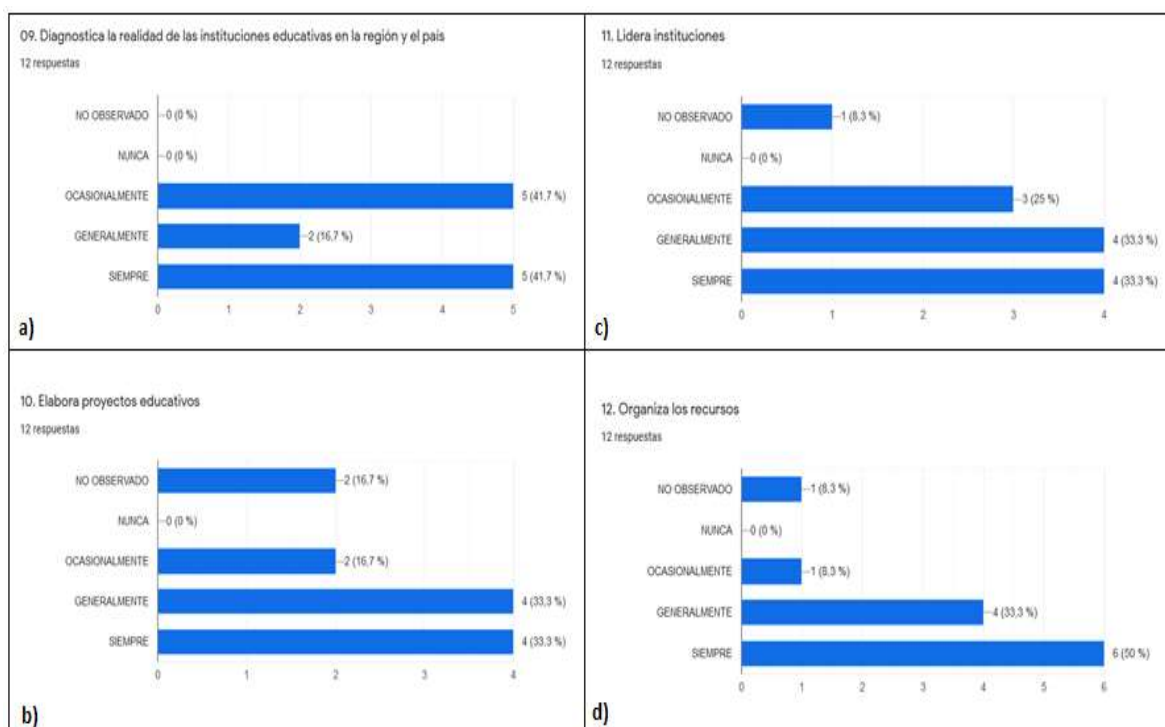 09. Diagnostica la realidad de las instituciones educativas en la región y el país
12 respuestas
NO OBSERVADO 0 (0 %)
NUNCA 0 (0 %)
OCASIONALMENTE 5 (41,7 %)
GENERALMENTE 2 (16,7 %)
SIEMPRE 5 (41,7 %)
0 1 2 3 4 5
a)
10. Elabora proyectos educativos
12 respuestas
NO OBSERVADO 2 (16,7 %)
NUNCA 0 (0 %)
OCASIONALMENTE 2 (16,7 %)
GENERALMENTE 4 (33,3 %)
SIEMPRE 4 (33,3 %)
0 1 2 3 4
b)
11. Lidera instituciones
12 respuestas
NO OBSERVADO 1 (8,3 %)
NUNCA 0 (0 %)
OCASIONALMENTE 3 (25 %)
GENERALMENTE 4 (33,3 %)
SIEMPRE 4 (33,3 %)
0 1 2 3 4
c)
12. Organiza los recursos
12 respuestas
NO OBSERVADO 1 (8,3 %)
NUNCA 0 (0 %)
OCASIONALMENTE 1 (8,3 %)
GENERALMENTE 4 (33,3 %)
SIEMPRE 6 (50 %)
0 1 2 3 4 5 6
d)